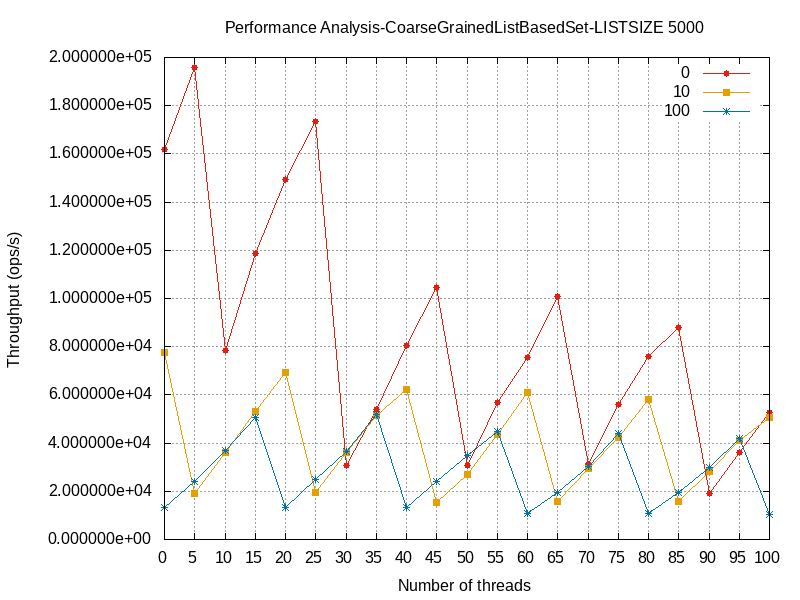 Performance Analysis-CoarseGrainedListBasedSet-LISTSIZE 5000
2.000000e+05
1.800000e+05
1.600000e+05
1.400000e+05
1.200000e+05
1.000000e+05
8.000000e+04
6.000000e+04
4.000000e+04
2.000000e+04
0.000000e+00
Throughput (ops/s)
0
10
100
0 5 10 15 20 25 30 35 40 45 50 55 60 65 70 75 80 85 90 95 100
Number of threads